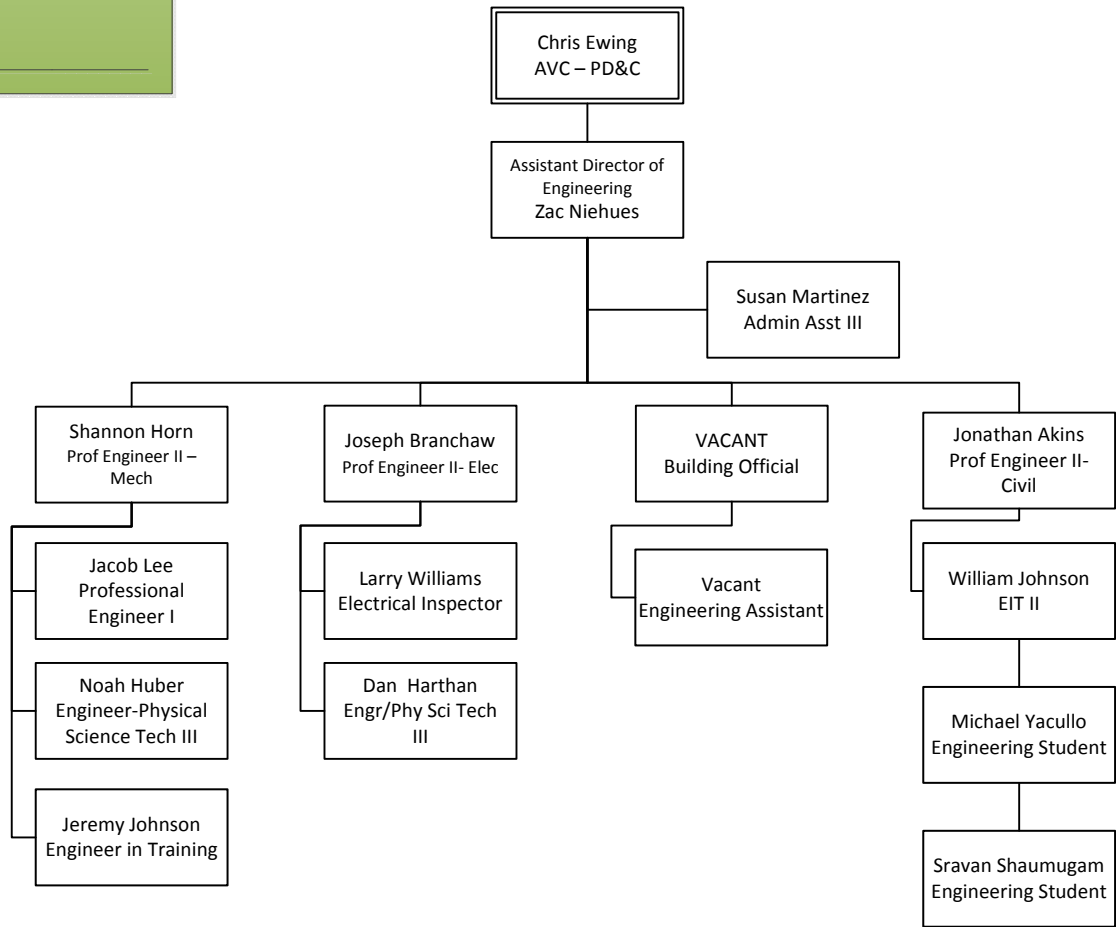 Chris Ewing
AVC – PD&C
Assistant Director of
Engineering
Zac Niehues
Susan Martinez
Admin Asst III
Shannon Horn
Prof Engineer II –
Mech
Joseph Branchaw
Prof Engineer II- Elec
VACANT
Building Official
Jonathan Akins
Prof Engineer II-
Civil
Jacob Lee
Professional
Engineer I
Larry Williams
Electrical Inspector
Vacant
Engineering Assistant
William Johnson
EIT II
Noah Huber
Engineer-Physical
Science Tech III
Dan Harthan
Engr/Phy Sci Tech
III
Michael Yacullo
Engineering Student
Jeremy Johnson
Engineer in Training
Sravan Shaumugam
Engineering Student